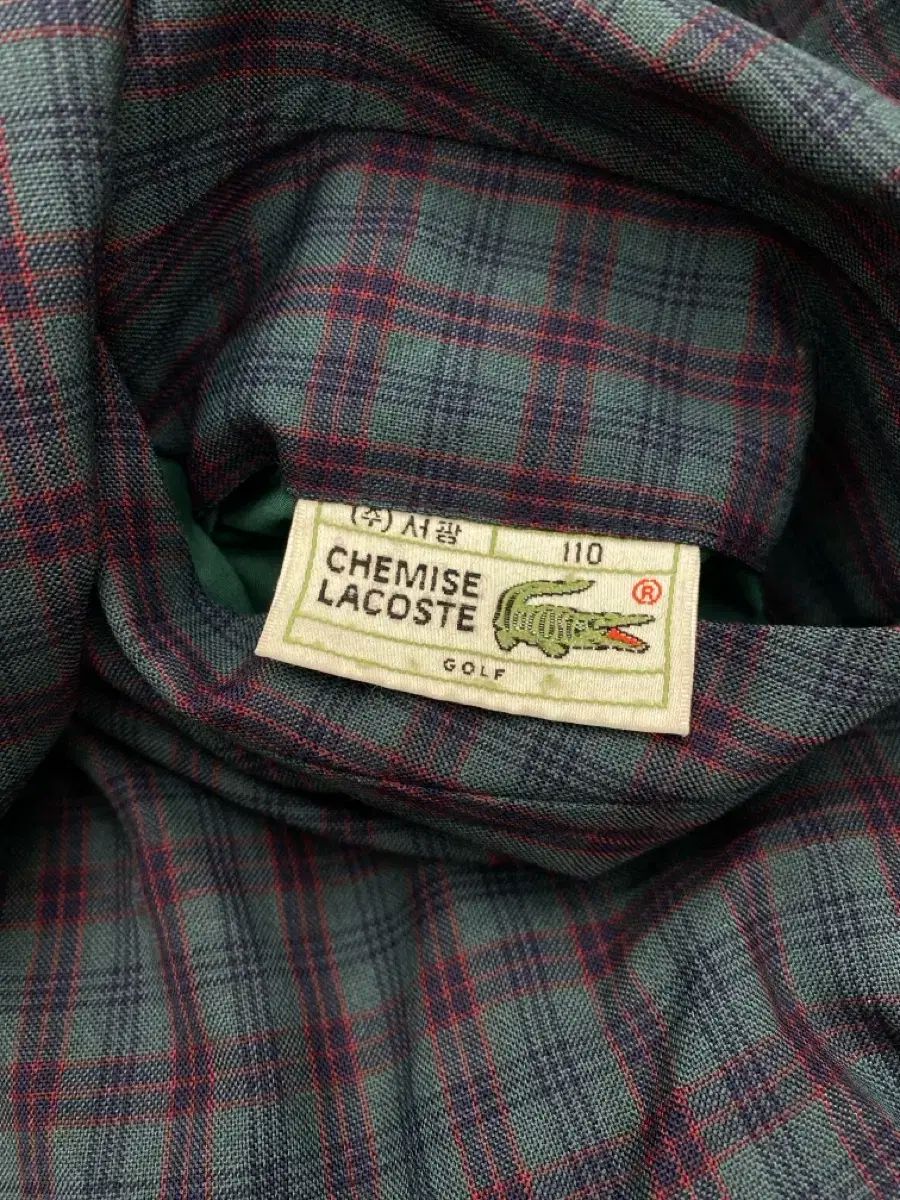 (주) 서광
110
CHEMISE
LACOSTE
®
GOLF